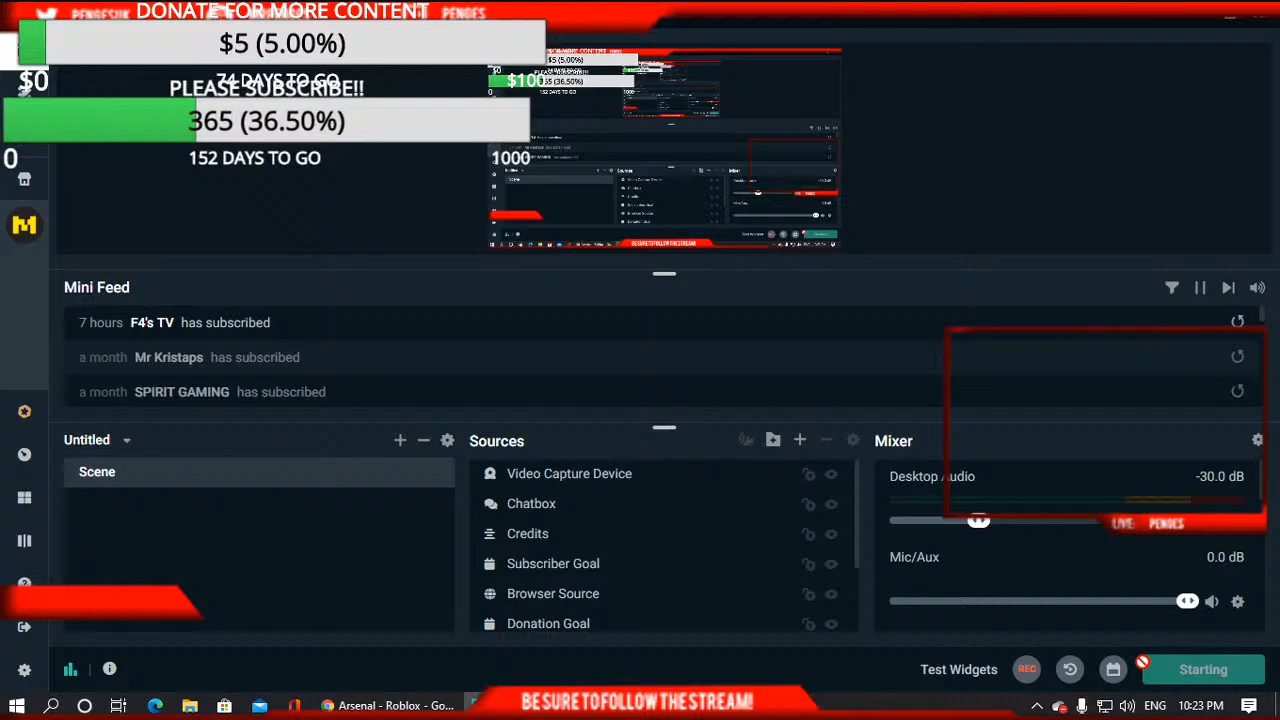 DONATE FOR MORE CONTENT
PENGES
$5 (5.00%)
$0
74 DAYS TO GO
$100
PLEASE SUBSCRIBE!!
365 (36.50%)
0
152 DAYS TO GO
1000
Mini Feed
7 hours F4's TV has subscribed
a month Mr Kristaps has subscribed
a month SPIRIT GAMING has subscribed
Untitled
Scene
Sources
Video Capture Device
Chatbox
Credits
Subscriber Goal
Browser Source
Donation Goal
Mixer
Desktop Audio -30.0 dB
LIVE: PENGES
Mic/Aux 0.0 dB
Test Widgets REC Starting
BE SURE TO FOLLOW THE STREAM!
Arsenal - Roblox - Go...
ENG 10:23 PM